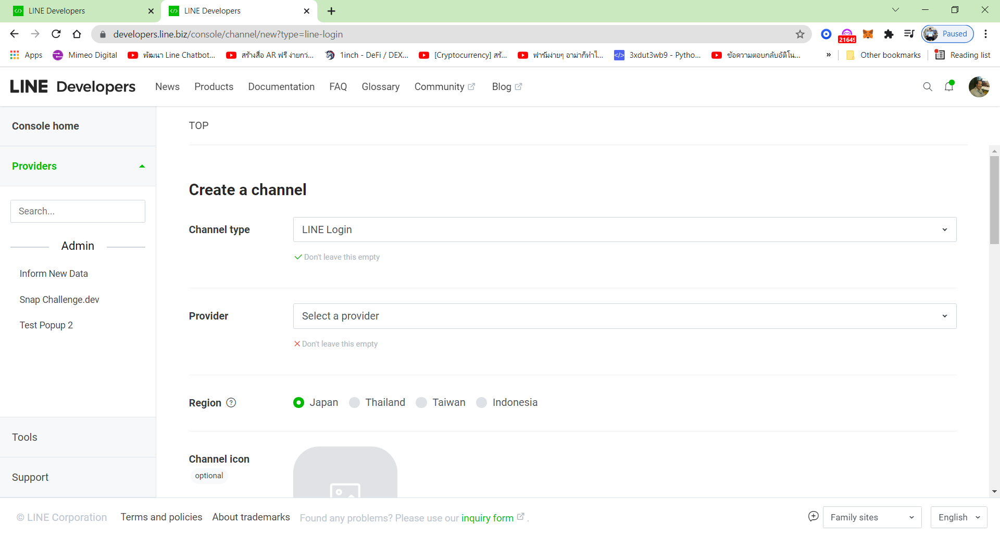 LINE Developers
LINE Developers
developers.line.biz/console/channel/new?type=line-login
21649
Paused
Apps
Mimeo Digital
พัฒนา Line Chatbot...
สร้างสื่อ AR ฟรี ง่ายกว่...
1inch - DeFi / DEX...
[Cryptocurrency] สร้...
ฟาร์มง่ายๆ อาม่าก็ทำไ...
3xdut3wb9 - Pytho...
ข้อความตอบกลับอัติโน...
»
Other bookmarks
Reading list
LINE Developers
News
Products
Documentation
FAQ
Glossary
Community
Blog
Console home
Providers
Search...
Admin
Inform New Data
Snap Challenge.dev
Test Popup 2
Tools
Support
TOP
Create a channel
Channel type
LINE Login
Don't leave this empty
Provider
Select a provider
Don't leave this empty
Region ?
Japan
Thailand
Taiwan
Indonesia
Channel icon
optional
© LINE Corporation
Terms and policies
About trademarks
Found any problems? Please use our inquiry form .
Family sites
English